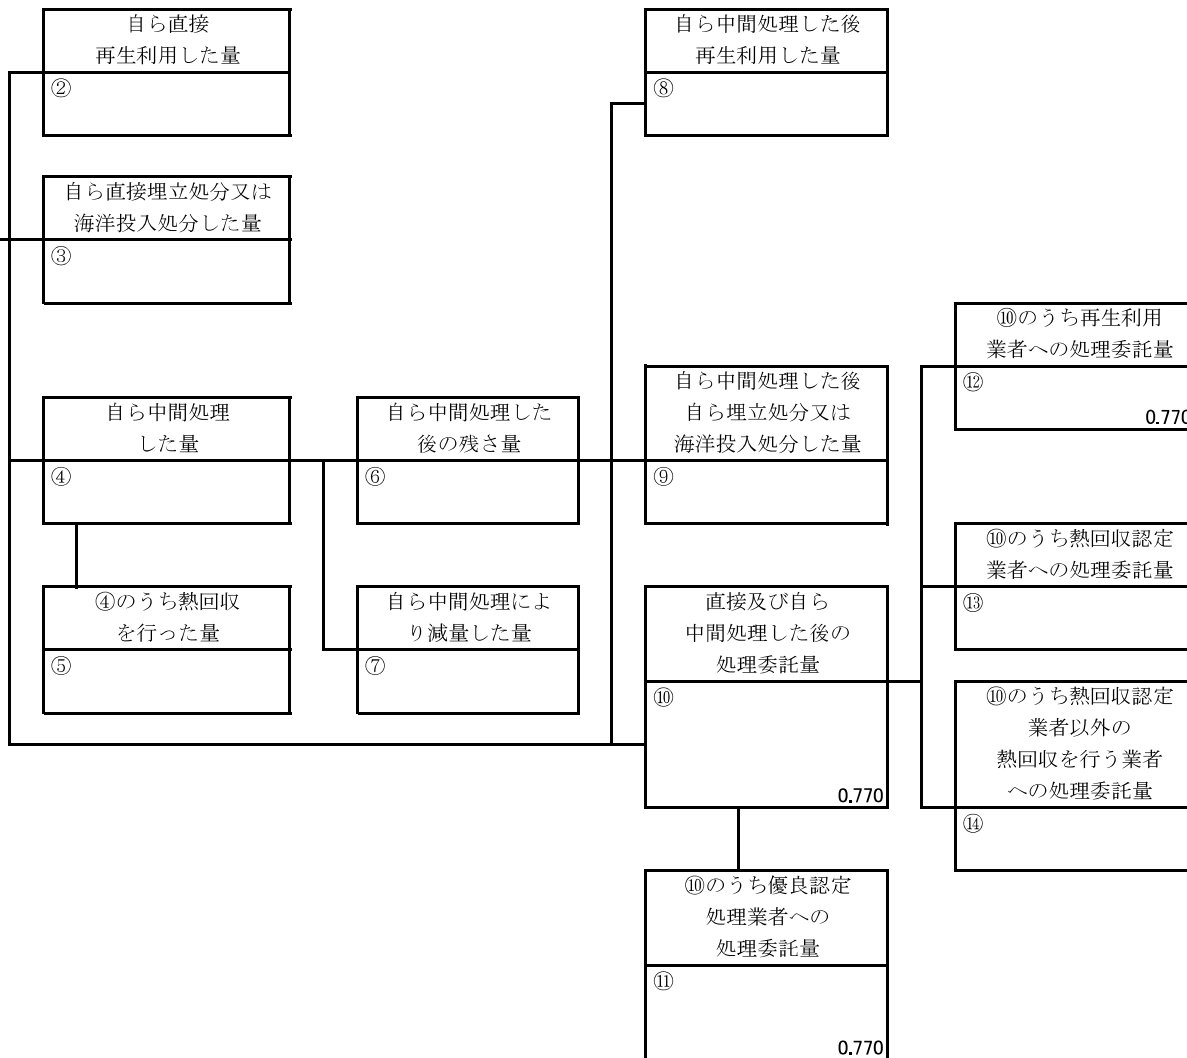 自ら直接
再生利用した量
②
自ら中間処理した後
再生利用した量
⑧
自ら直接埋立処分又は
海洋投入処分した量
③
⑩のうち再生利用
業者への処理委託量
⑫
0.770
自ら中間処理
した量
④
自ら中間処理した
後の残さ量
⑥
自ら中間処理した後
自ら埋立処分又は
海洋投入処分した量
⑨
⑩のうち熱回収認定
業者への処理委託量
⑬
④のうち熱回収
を行った量
⑤
自ら中間処理によ
り減量した量
⑦
直接及び自ら
中間処理した後の
処理委託量
⑩
0.770
⑩のうち熱回収認定
業者以外の
熱回収を行う業者
への処理委託量
⑭
⑩のうち優良認定
処理業者への
処理委託量
⑪
0.770